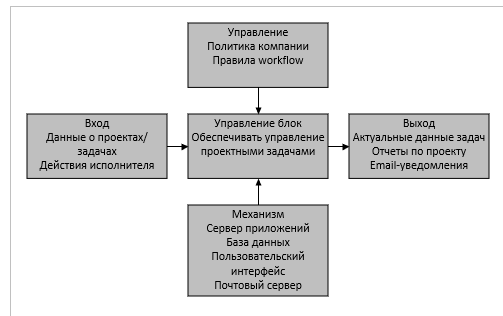 Управление
Политика компании
Правила workflow
Вход
Данные о проектах/
задачах
Действия исполнителя
Управление блок
Обеспечивать управление
проектными задачами
Выход
Актуальные данные задач
Отчеты по проекту
Email-уведомления
Механизм
Сервер приложений
База данных
Пользовательский
интерфейс
Почтовый сервер